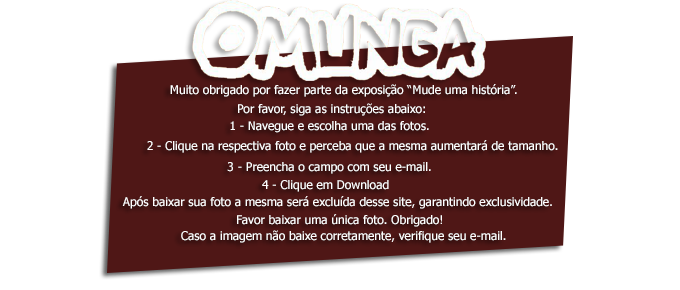 OMUNGA
Muito obrigado por fazer parte da exposição “Mude uma história”.
Por favor, siga as instruções abaixo:
1 - Navegue e escolha uma das fotos.
2 - Clique na respectiva foto e perceba que a mesma aumentará de tamanho.
3 - Preencha o campo com seu e-mail.
4 - Clique em Download
Após baixar sua foto a mesma será excluída desse site, garantindo exclusividade.
Favor baixar uma única foto. Obrigado!
Caso a imagem não baixe corretamente, verifique seu e-mail.